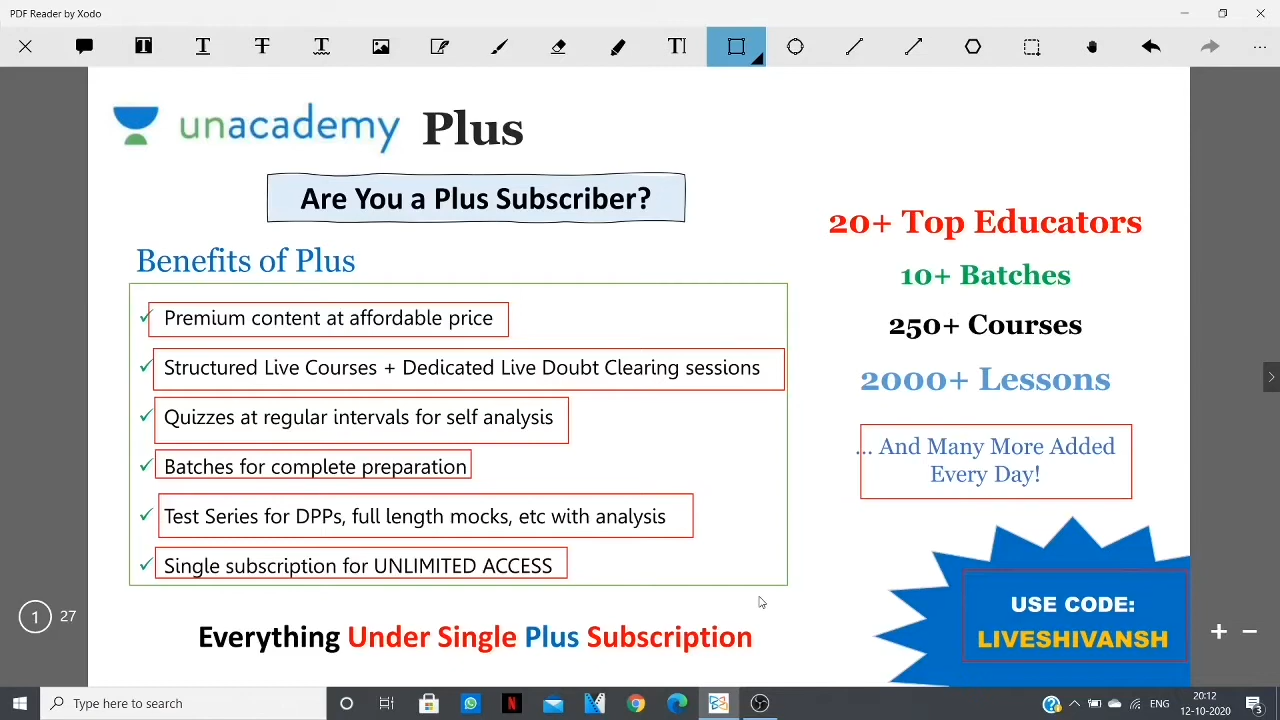 PDF Reader by Xodo
unacademy Plus
Are You a Plus Subscriber?
Benefits of Plus
Premium content at affordable price
Structured Live Courses + Dedicated Live Doubt Clearing sessions
Quizzes at regular intervals for self analysis
Batches for complete preparation
Test Series for DPPs, full length mocks, etc with analysis
Single subscription for UNLIMITED ACCESS
Everything Under Single Plus Subscription
20+ Top Educators
10+ Batches
250+ Courses
2000+ Lessons
... And Many More Added
Every Day!
USE CODE:
LIVESHIVANSH
1 27
Type here to search
ENG
20:12
12-10-2020
3